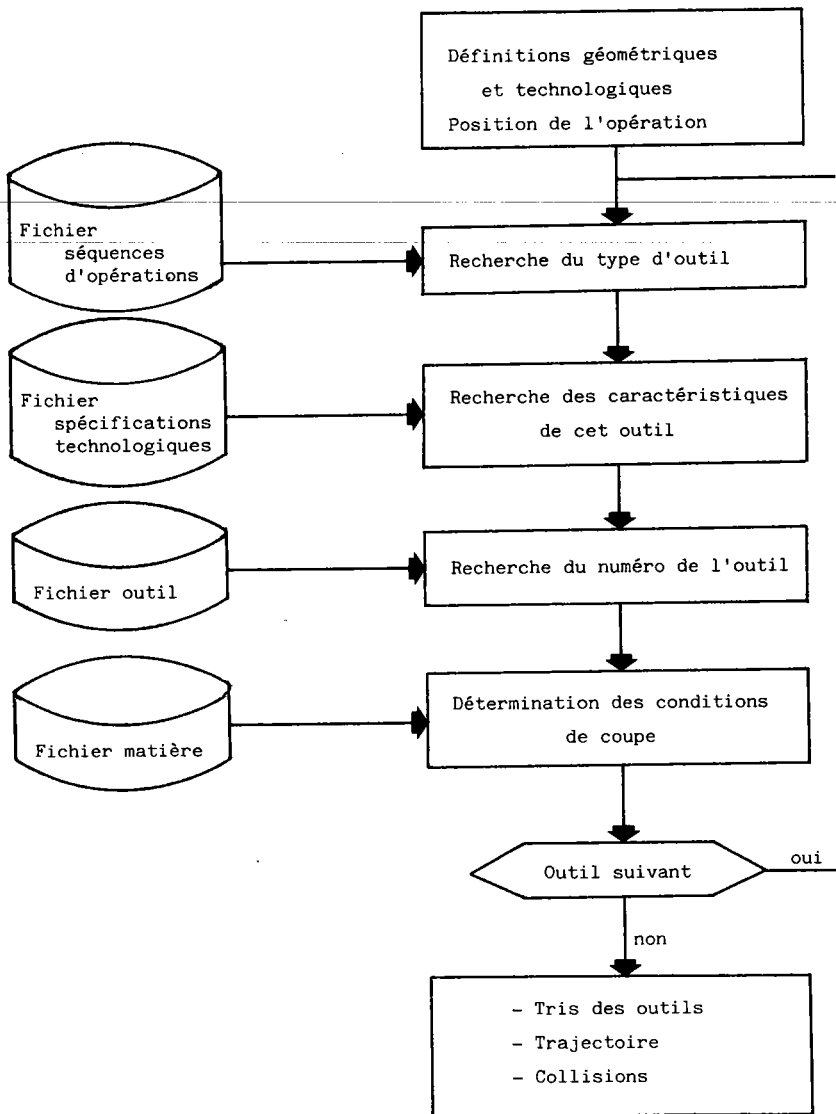 Définitions géométriques
et technologiques
Position de l'opération
Fichier
séquences
d'opérations
Recherche du type d'outil
Fichier
spécifications
technologiques
Recherche des caractéristiques
de cet outil
Fichier outil
Recherche du numéro de l'outil
Fichier matière
Détermination des conditions
de coupe
Outil suivant
oui
non
- Tris des outils
- Trajectoire
- Collisions